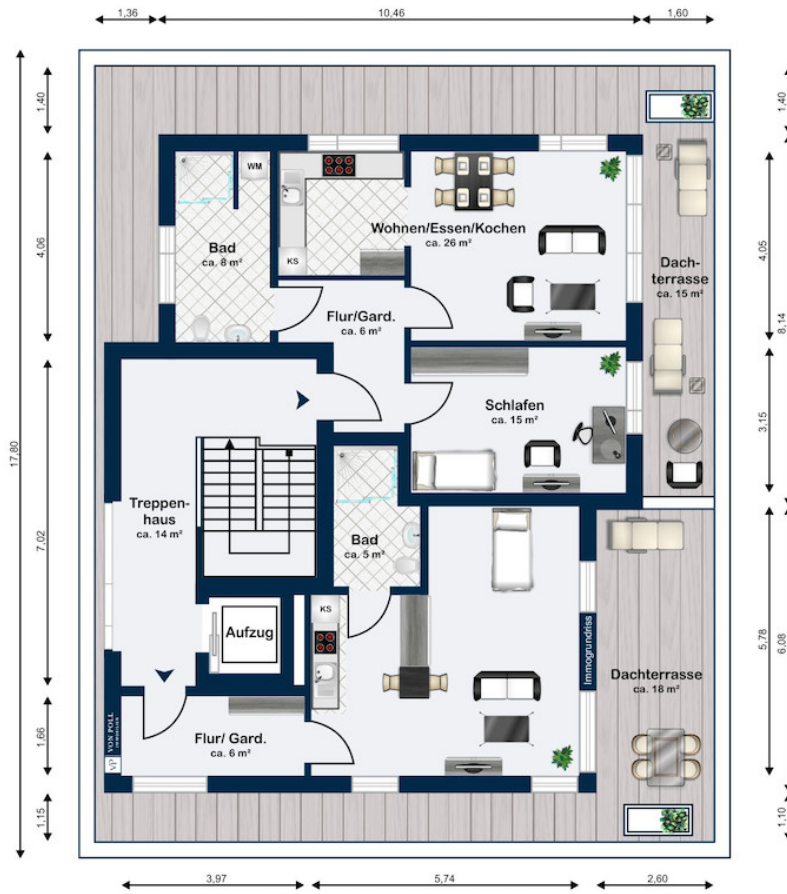 1,36
10,46
1,60
1,40
1,40
WM
Bad
ca. 8 m²
KS
Wohnen/Essen/Kochen
ca. 26 m²
4,06
Dach-
terrasse
ca. 15 m²
4,05
8,14
Flur/Gard.
ca. 6 m²
Schlafen
ca. 15 m²
3,15
17,80
Treppen-
haus
ca. 14 m²
7,02
Bad
ca. 5 m²
KS
Aufzug
Immogrundriss
5,78
6,08
Dachterrasse
ca. 18 m²
Flur/ Gard.
ca. 6 m²
VP VON POLL
IMMOBILIEN
1,66
1,15
1,10
3,97
5,74
2,60